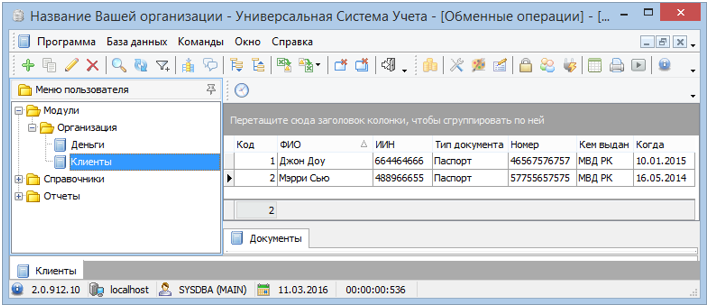 Название Вашей организации - Универсальная Система Учета - [Обменные операции] - [...
Программа База данных Команды Окно Справка
Меню пользователя
Модули
Организация
Деньги
Клиенты
Справочники
Отчеты
Перетащите сюда заголовок колонки, чтобы сгруппировать по ней
Код ФИО ИИН Тип документа Номер Кем выдан Когда
1 Джон Доу 664464666 Паспорт 46567576757 МВД РК 10.01.2015
2 Мэрри Сью 488966655 Паспорт 57755657575 МВД РК 16.05.2014
2
Документы
Клиенты
2.0.912.10 localhost SYSDBA (MAIN) 11.03.2016 00:00:00:536